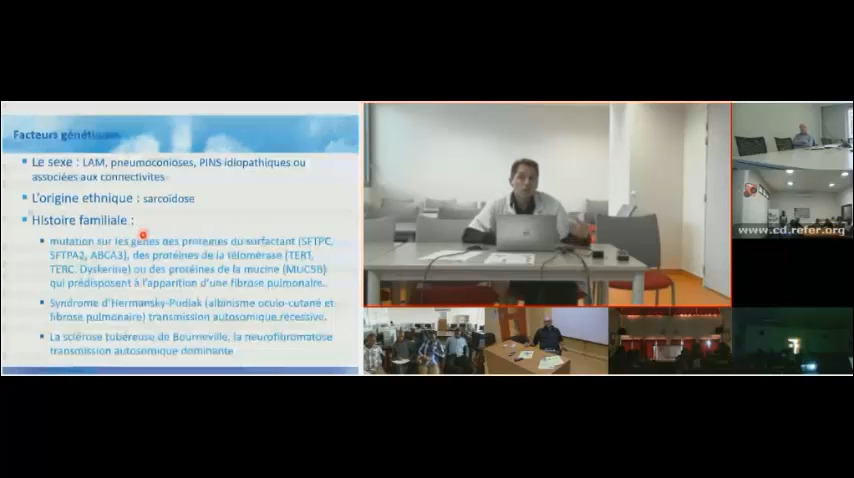 Facteurs génétiques
Le sexe : LAM, pneumoconioses, PINS idiopathiques ou
associées aux connectivites
L'origine ethnique : sarcoïdose
Histoire familiale :
mutation sur les gènes des protéines du surfactant (SFTPC,
SFTPA2, ABCA3), des protéines de la télomérase (TERT,
TERC, Dyskerine) ou des protéines de la mucine (MUC5B)
qui prédisposent à l'apparition d'une fibrose pulmonaire.
Syndrome d'Hermansky-Pudlak (albinisme oculo-cutané et
fibrose pulmonaire) transmission autosomique récessive.
La sclérose tubéreuse de Bourneville, la neurofibromatose
transmission autosomique dominante
www.cd.refer.org